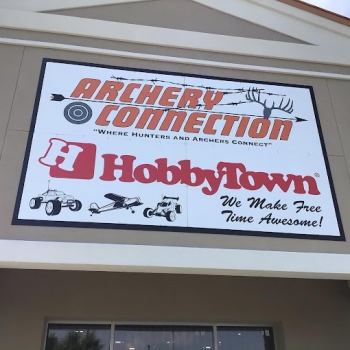 ARCHERY
CONNECTION
"WHERE HUNTERS AND ARCHERS CONNECT"
H HobbyTown®
We Make Free
Time Awesome!